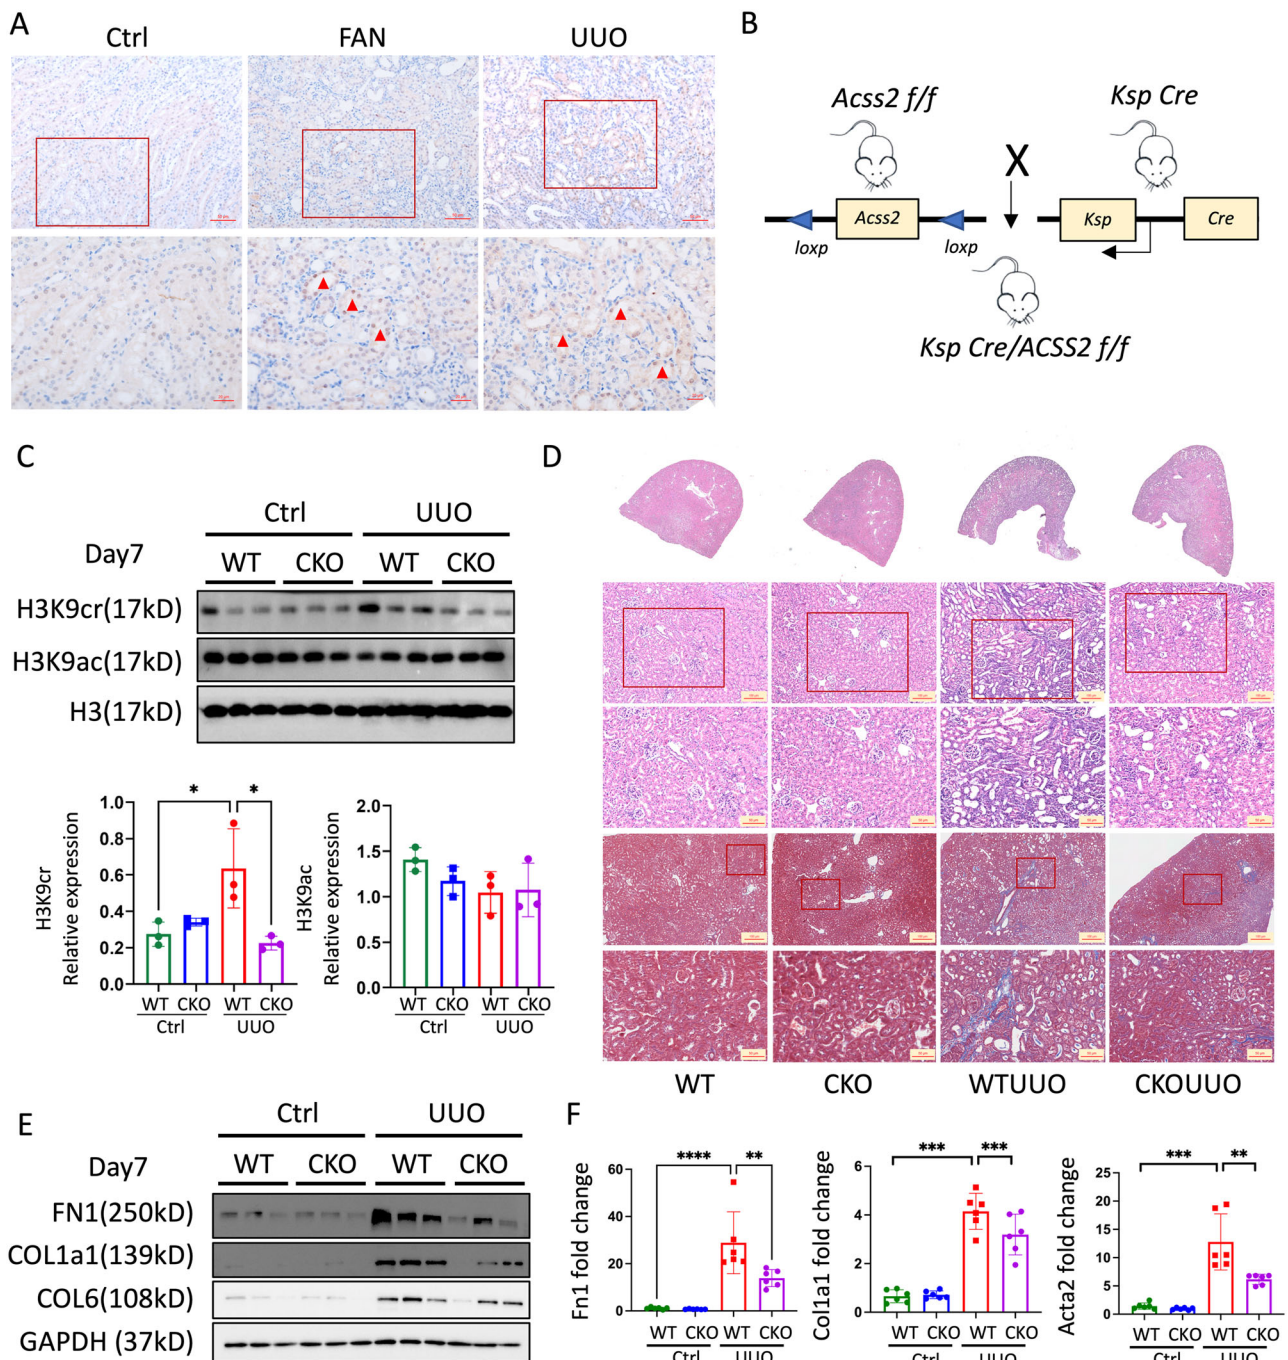 A
Ctrl FAN UUO
B
Acss2 f/f Ksp Cre
X
Acss2 Ksp Cre
loxp loxp
Ksp Cre/ACSS2 f/f
C
Ctrl UUO
Day7 WT CKO WT CKO
H3K9cr(17kD)
H3K9ac(17kD)
H3(17kD)
H3K9cr
Relative expression
1.0
0.8
0.6
0.4
0.2
0.0
* *
WT CKO WT CKO
Ctrl UUO
H3K9ac
Relative expression
2.0
1.5
1.0
0.5
0.0
WT CKO WT CKO
Ctrl UUO
D
WT CKO WTUUO CKOUUO
E
Ctrl UUO
Day7 WT CKO WT CKO
FN1(250kD)
COL1a1(139kD)
COL6(108kD)
GAPDH (37kD)
F
Fn1 fold change
60
40
20
0
**** **
WT CKO WT CKO
Ctrl UUO
Col1a1 fold change
6
4
2
0
*** ***
WT CKO WT CKO
Ctrl UUO
Acta2 fold change
25
20
15
10
5
0
*** **
WT CKO WT CKO
Ctrl UUO